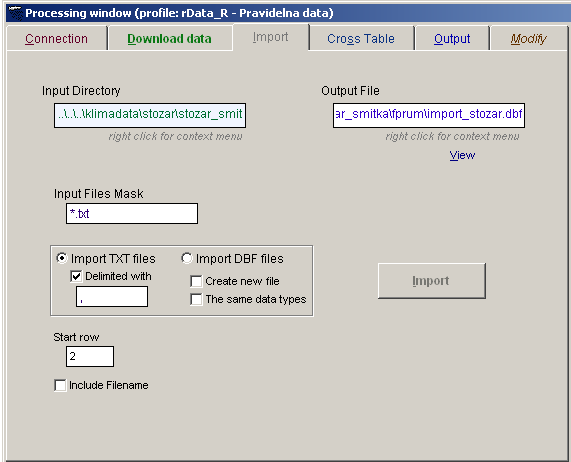 Processing window (profile: rData_R - Pravidelna data)
Connection Download data Import Cross Table Output Modify
Input Directory Output File
..\..\..\klimadata\stozar\stozar_smit ar_smitka\fprum\import_stozar.dbf
right click for context menu right click for context menu
View
Input Files Mask
*.txt
Import TXT files Import DBF files
Delimited with Create new file
, The same data types
Import
Start row
2
Include Filename